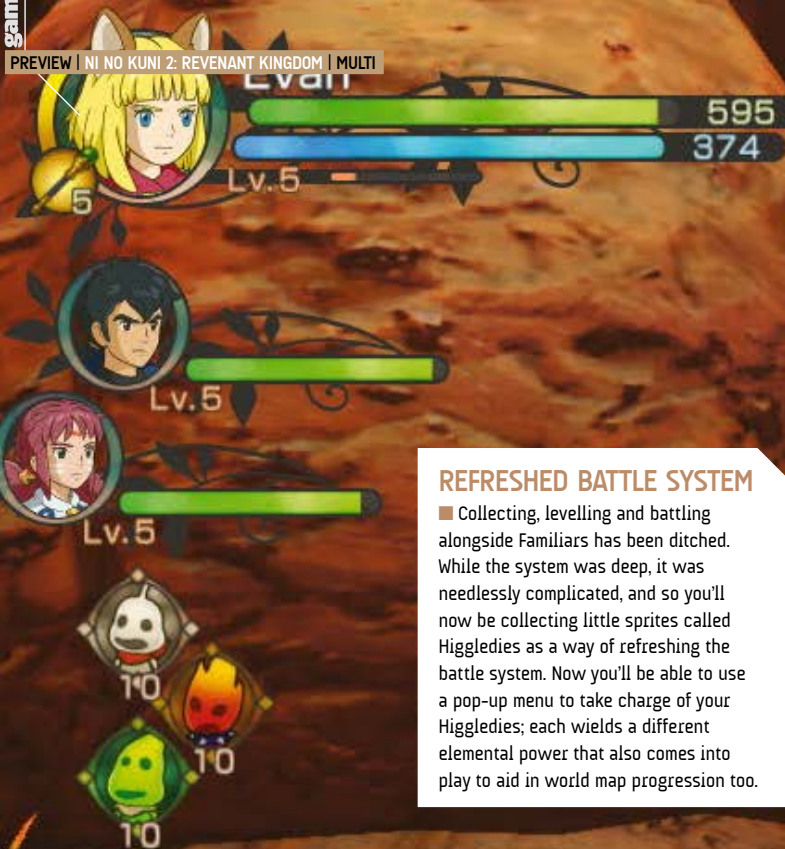 gam
PREVIEW | NI NO KUNI 2: REVENANT KINGDOM | MULTI
Evan
595
374
Lv.5
5
Lv.5
Lv.5
10
10
10
REFRESHED BATTLE SYSTEM
Collecting, levelling and battling
alongside Familiars has been ditched.
While the system was deep, it was
needlessly complicated, and so you'll
now be collecting little sprites called
Higgledies as a way of refreshing the
battle system. Now you'll be able to use
a pop-up menu to take charge of your
Higgledies; each wields a different
elemental power that also comes into
play to aid in world map progression too.